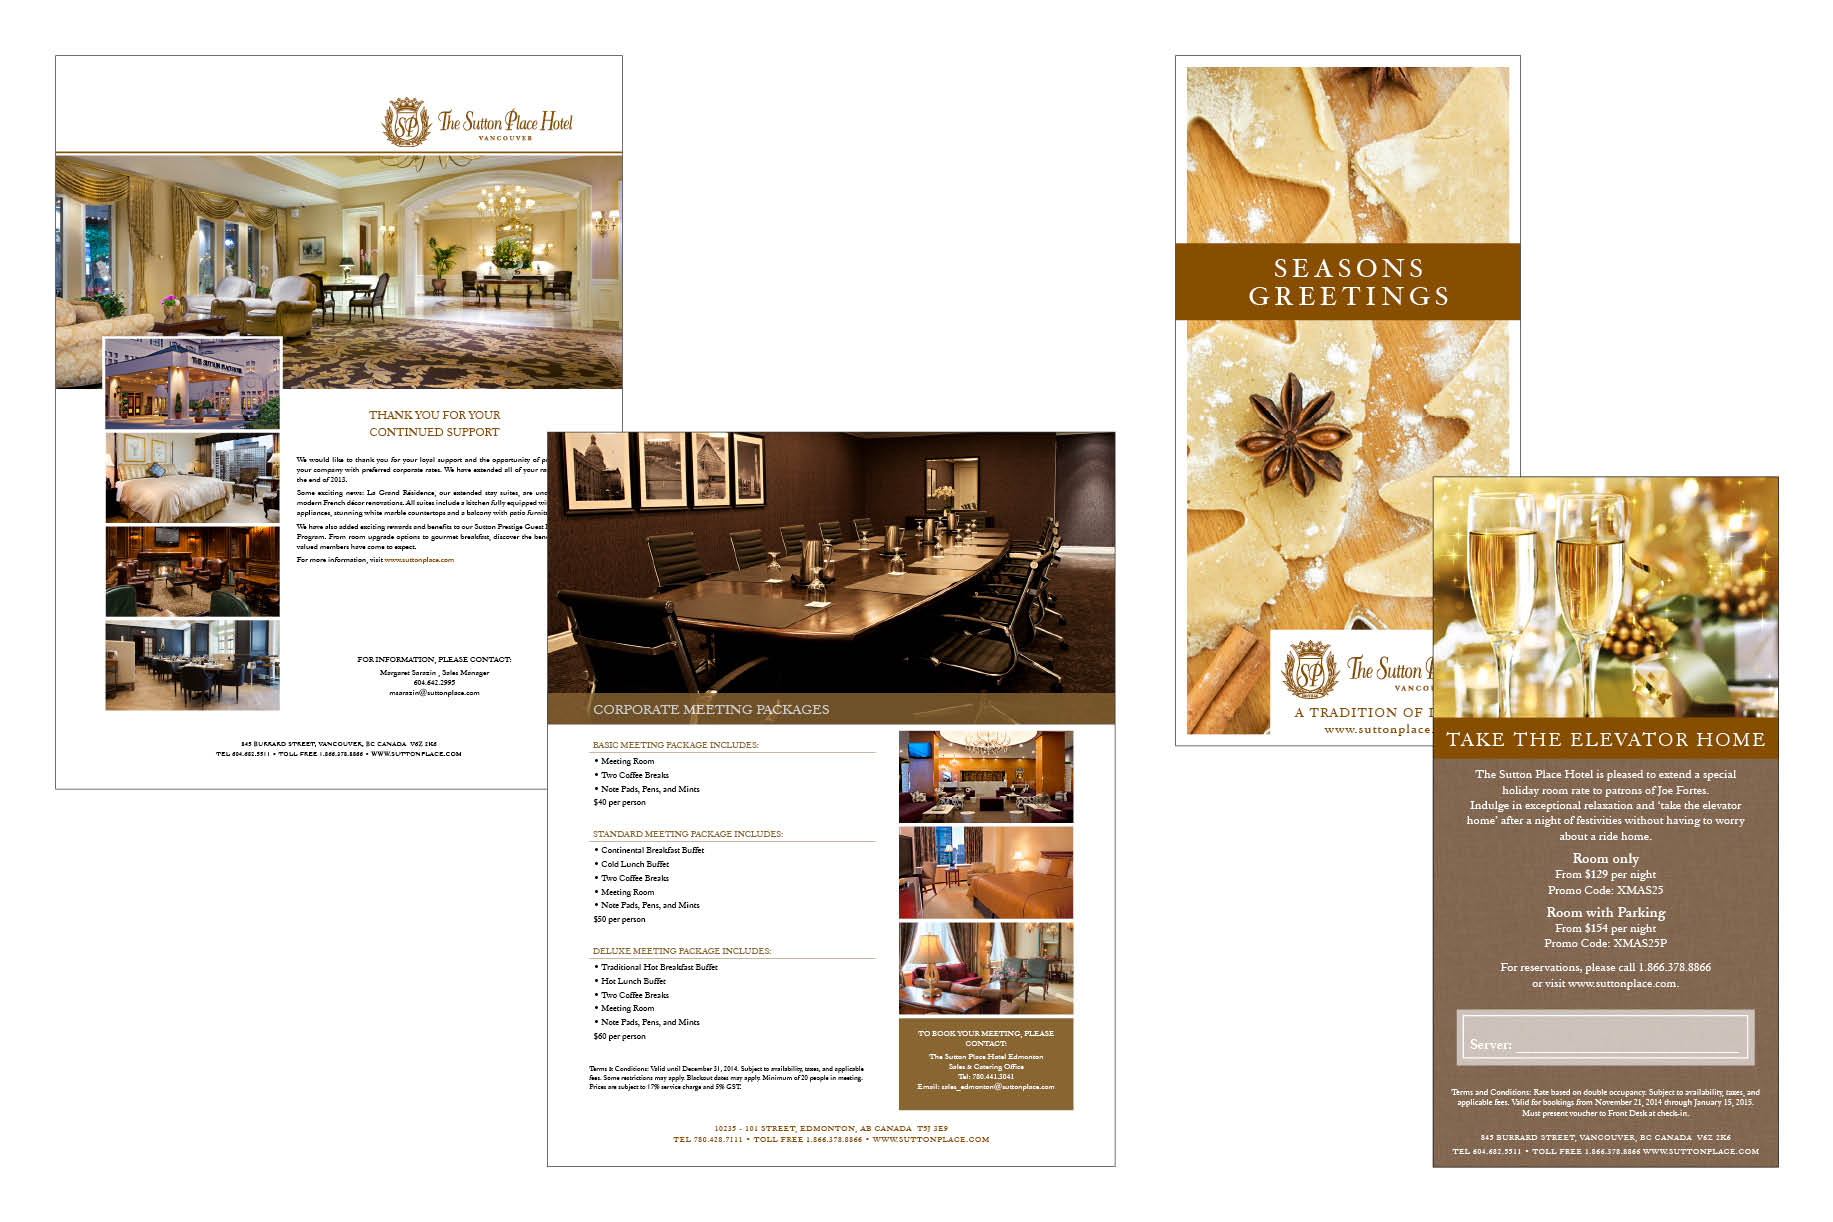 SP
The Sutton Place Hotel
VANCOUVER
THE SUTTON PLACE HOTEL
THANK YOU FOR YOUR
CONTINUED SUPPORT
We would like to thank you for your loyal support and the opportunity of
your company with preferred corporate rates. We have extended all of your
the end of 2013.
Some exciting news: La Grand Résidence, our extended stay suites, are
modern French décor renovations. All suites include a kitchen fully equipped
appliances, stunning white marble countertops and a balcony with patio
We have also added exciting rewards and benefits to our Sutton Prestige Guest
Program. From room upgrade options to gourmet breakfast, discover the
valued members have come to expect.
For more information, visit www.suttonplace.com
FOR INFORMATION, PLEASE CONTACT:
Margaret Sarazin , Sales Manager
604.642.2995
msarazin@suttonplace.com
845 BURRARD STREET, VANCOUVER, BC CANADA V6Z 2K6
TEL 604.682.5511 • TOLL FREE 1.866.378.8866 • WWW.SUTTONPLACE.COM
CORPORATE MEETING PACKAGES
BASIC MEETING PACKAGE INCLUDES:
• Meeting Room
• Two Coffee Breaks
• Note Pads, Pens, and Mints
$40 per person
STANDARD MEETING PACKAGE INCLUDES:
• Continental Breakfast Buffet
• Cold Lunch Buffet
• Two Coffee Breaks
• Meeting Room
• Note Pads, Pens, and Mints
$50 per person
DELUXE MEETING PACKAGE INCLUDES:
• Traditional Hot Breakfast Buffet
• Hot Lunch Buffet
• Two Coffee Breaks
• Meeting Room
• Note Pads, Pens, and Mints
$60 per person
Terms & Conditions: Valid until December 31, 2014. Subject to availability, taxes, and applicable
fees. Some restrictions may apply. Blackout dates may apply. Minimum of 20 people in meeting.
Prices are subject to 17% service charge and 5% GST.
TO BOOK YOUR MEETING, PLEASE
CONTACT:
The Sutton Place Hotel Edmonton
Sales & Catering Office
Tel: 780.441.3041
Email: sales_edmonton@suttonplace.com
10235 - 101 STREET, EDMONTON, AB CANADA T5J 3E9
TEL 780.428.7111 • TOLL FREE 1.866.378.8866 • WWW.SUTTONPLACE.COM
SEASONS
GREETINGS
SP
The Sutton P
VANCOU
A TRADITION OF
www.suttonplace.
TAKE THE ELEVATOR HOME
The Sutton Place Hotel is pleased to extend a special
holiday room rate to patrons of Joe Fortes.
Indulge in exceptional relaxation and ‘take the elevator
home’ after a night of festivities without having to worry
about a ride home.
Room only
From $129 per night
Promo Code: XMAS25
Room with Parking
From $154 per night
Promo Code: XMAS25P
For reservations, please call 1.866.378.8866
or visit www.suttonplace.com.
Server:
Terms and Conditions: Rate based on double occupancy. Subject to availability, taxes, and
applicable fees. Valid for bookings from November 21, 2014 through January 15, 2015.
Must present voucher to Front Desk at check-in.
845 BURRARD STREET, VANCOUVER, BC CANADA V6Z 2K6
TEL 604.682.5511 • TOLL FREE 1.866.378.8866 WWW.SUTTONPLACE.COM